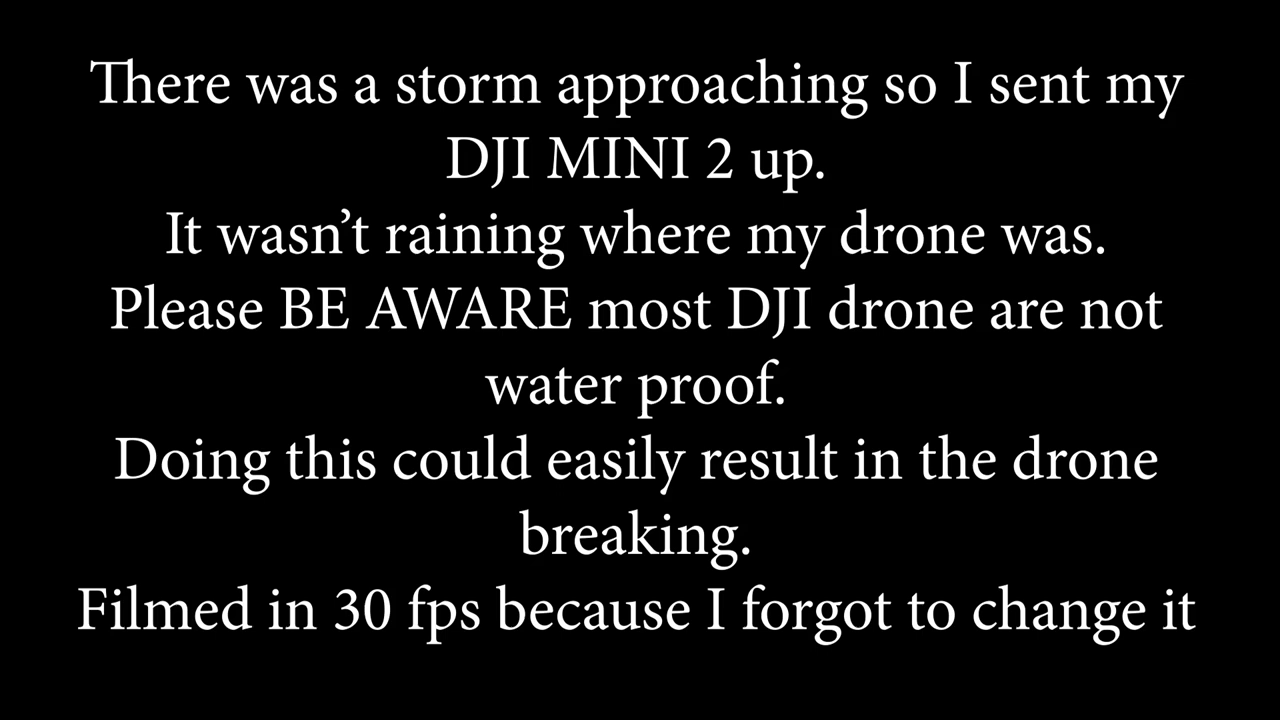 There was a storm approaching so I sent my
DJI MINI 2 up.
It wasn’t raining where my drone was.
Please BE AWARE most DJI drone are not
water proof.
Doing this could easily result in the drone
breaking.
Filmed in 30 fps because I forgot to change it